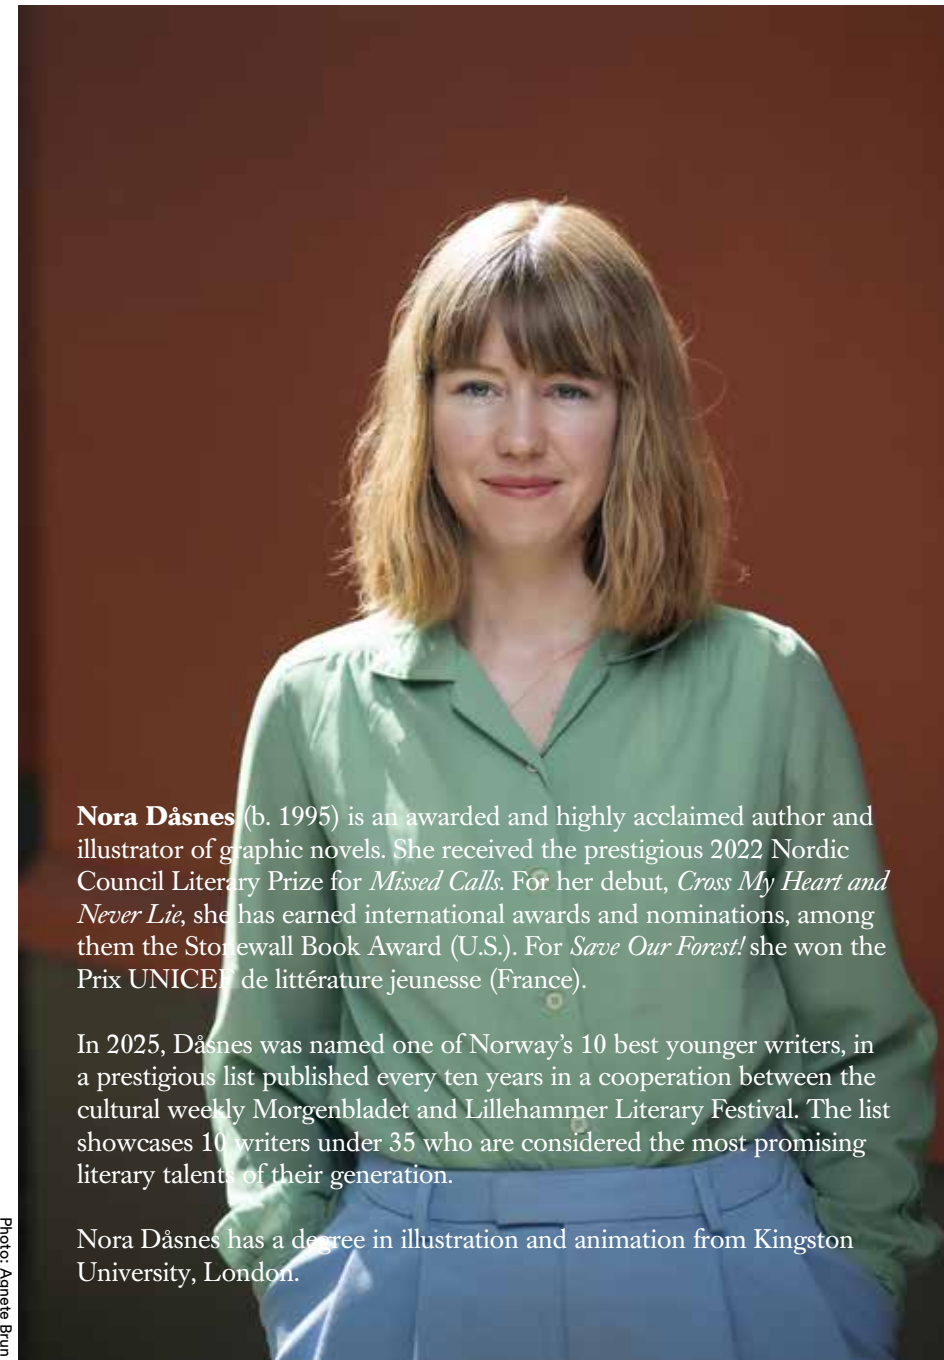 Nora Dåsnes (b. 1995) is an awarded and highly acclaimed author and
illustrator of graphic novels. She received the prestigious 2022 Nordic
Council Literary Prize for Missed Calls. For her debut, Cross My Heart and
Never Lie, she has earned international awards and nominations, among
them the Stonewall Book Award (U.S.). For Save Our Forest! she won the
Prix UNICEF de littérature jeunesse (France).
In 2025, Dåsnes was named one of Norway’s 10 best younger writers, in
a prestigious list published every ten years in a cooperation between the
cultural weekly Morgenbladet and Lillehammer Literary Festival. The list
showcases 10 writers under 35 who are considered the most promising
literary talents of their generation.
Nora Dåsnes has a degree in illustration and animation from Kingston
University, London.
Photo: Agnete Brun